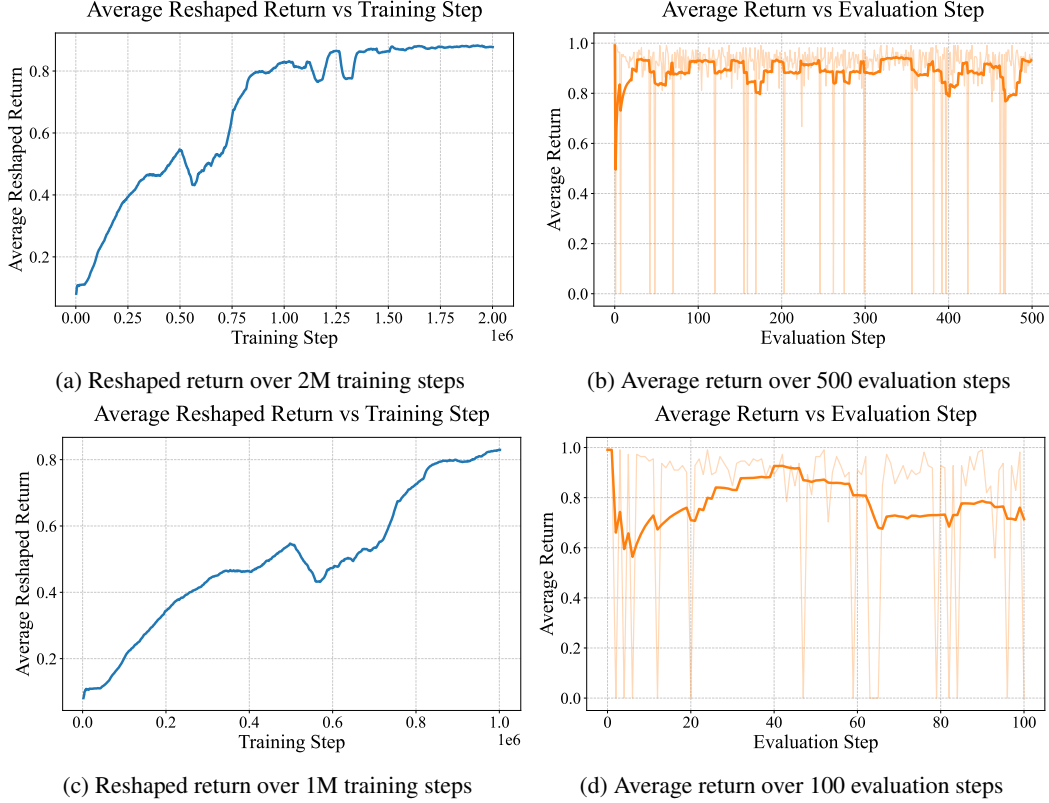 Average Reshaped Return vs Training Step
Average Reshaped Return
0.8
0.6
0.4
0.2
0.00 0.25 0.50 0.75 1.00 1.25 1.50 1.75 2.00
Training Step
1e6
(a) Reshaped return over 2M training steps
Average Return vs Evaluation Step
Average Return
1.0
0.8
0.6
0.4
0.2
0.0
0 100 200 300 400 500
Evaluation Step
(b) Average return over 500 evaluation steps
Average Reshaped Return vs Training Step
Average Reshaped Return
0.8
0.6
0.4
0.2
0.0 0.2 0.4 0.6 0.8 1.0
Training Step
1e6
(c) Reshaped return over 1M training steps
Average Return vs Evaluation Step
Average Return
1.0
0.8
0.6
0.4
0.2
0.0
0 20 40 60 80 100
Evaluation Step
(d) Average return over 100 evaluation steps